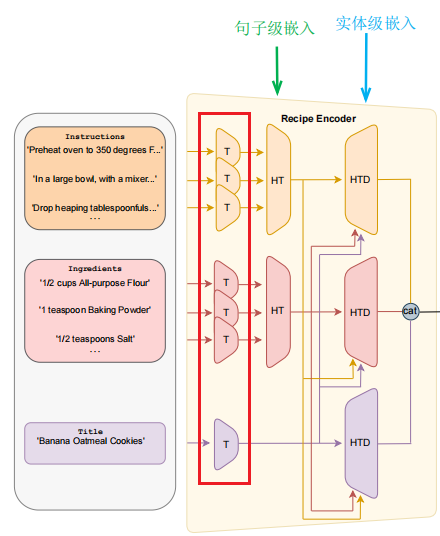 句子级嵌入
实体级嵌入
Recipe Encoder
Instructions
'Preheat oven to 350 degrees F...'
'In a large bowl, with a mixer...'
'Drop heaping tablespoonfuls...'
...
T
T
T
HT
HTD
Ingredients
'1/2 cups All-purpose Flour'
'1 teaspoon Baking Powder'
'1/2 teaspoons Salt'
...
T
T
T
HT
HTD
cat
Title
'Banana Oatmeal Cookies'
T
HTD